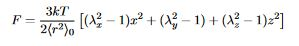 F = \frac{3kT}{2\langle r^2 \rangle_0} \left[ (\lambda_x^2 - 1)x^2 + (\lambda_y^2 - 1) + (\lambda_z^2 - 1)z^2 \right]